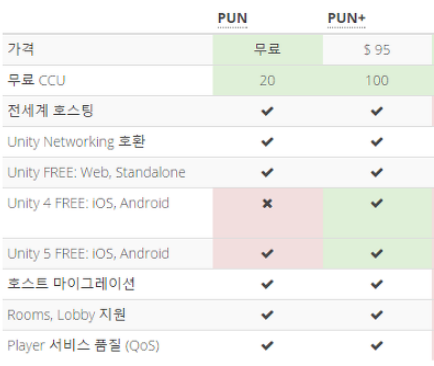 PUN PUN+
가격 무료 $ 95
무료 CCU 20 100
전세계 호스팅 ✔ ✔
Unity Networking 호환 ✔ ✔
Unity FREE: Web, Standalone ✔ ✔
Unity 4 FREE: iOS, Android ✖ ✔
Unity 5 FREE: iOS, Android ✔ ✔
호스트 마이그레이션 ✔ ✔
Rooms, Lobby 지원 ✔ ✔
Player 서비스 품질 (QoS) ✔ ✔